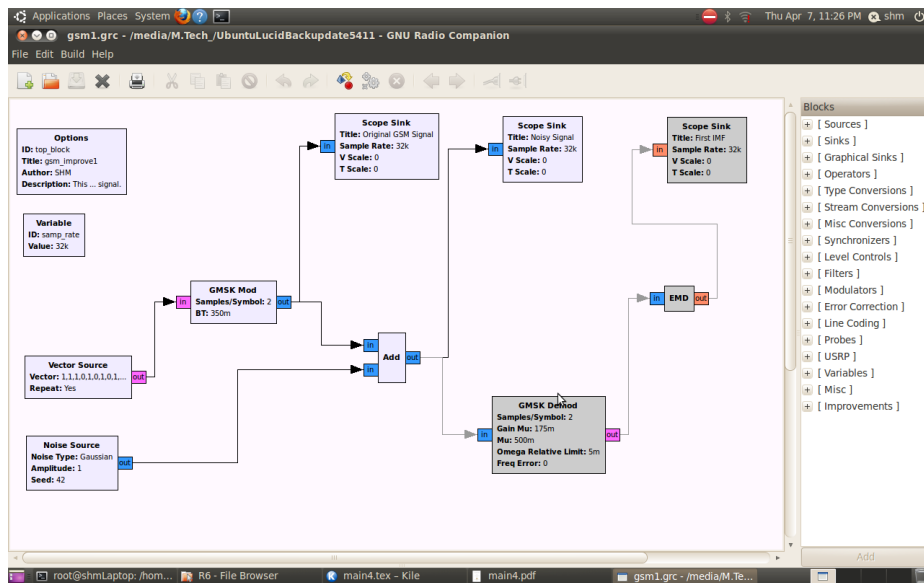 Applications Places System
Thu Apr 7, 11:26 PM shm
gsm1.grc - /media/M.Tech_/UbuntuLucidBackupdate5411 - GNU Radio Companion
File Edit Build Help
Options
ID: top_block
Title: gsm_improve1
Author: SHM
Description: This ... signal.
Variable
ID: samp_rate
Value: 32k
Scope Sink
Title: Original GSM Signal
Sample Rate: 32k
V Scale: 0
T Scale: 0
in
Scope Sink
Title: Noisy Signal
Sample Rate: 32k
V Scale: 0
T Scale: 0
in
Scope Sink
Title: First IMF
Sample Rate: 32k
V Scale: 0
T Scale: 0
in
GMSK Mod
Samples/Symbol: 2
BT: 350m
in
out
in
EMD
out
in
in
Add
out
Vector Source
Vector: 1,1,1,0,1,0,1,0,1,...
Repeat: Yes
out
GMSK Demod
Samples/Symbol: 2
Gain Mu: 175m
Mu: 500m
Omega Relative Limit: 5m
Freq Error: 0
in
out
Noise Source
Noise Type: Gaussian
Amplitude: 1
Seed: 42
out
Blocks
[ Sources ]
[ Sinks ]
[ Graphical Sinks ]
[ Operators ]
[ Type Conversions ]
[ Stream Conversions ]
[ Misc Conversions ]
[ Synchronizers ]
[ Level Controls ]
[ Filters ]
[ Modulators ]
[ Error Correction ]
[ Line Coding ]
[ Probes ]
[ USRP ]
[ Variables ]
[ Misc ]
[ Improvements ]
Add
root@shmLaptop: /hom... R6 - File Browser main4.tex – Kile main4.pdf gsm1.grc - /media/M.Te...